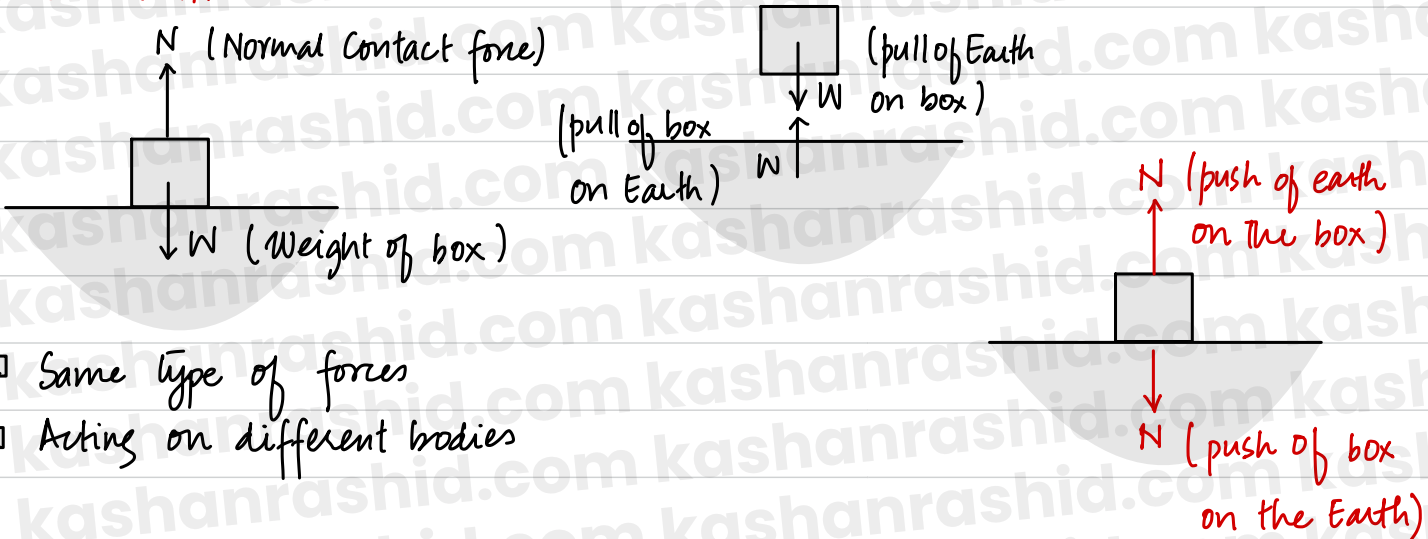 N (Normal Contact force)
W (Weight of box)
(pull of Earth
on box)
W
(pull of box
on Earth)
W
N (push of earth
on the box)
N (push of box
on the Earth)
Same type of forces
Acting on different bodies
kashanrashid.com